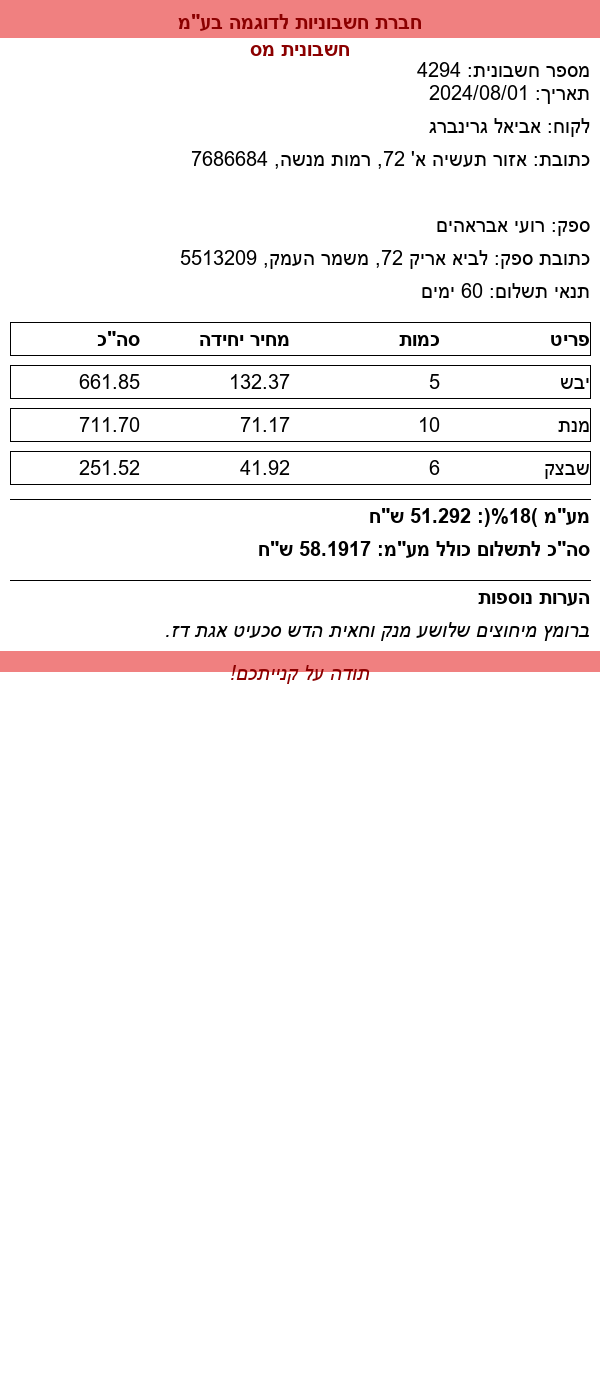 חברת חשבוניות לדוגמה בע"מ
חשבונית מס
מספר חשבונית: 4294
תאריך: 2024/08/01
לקוח: אביאל גרינברג
כתובת: אזור תעשיה א' 72, רמות מנשה, 7686684
ספק: רועי אבראהים
כתובת ספק: לביא אריק 72, משמר העמק, 5513209
תנאי תשלום: 60 ימים
פריט כמות מחיר יחידה סה"כ
יבש 5 132.37 661.85
מנת 10 71.17 711.70
שבצק 6 41.92 251.52
מע"מ )18%(: 51.292 ש"ח
סה"כ לתשלום כולל מע"מ: 58.1917 ש"ח
הערות נוספות
ברומץ מיחוצים שלושע מנק וחאית הדש סכעיט אגת דז.
תודה על קנייתכם!